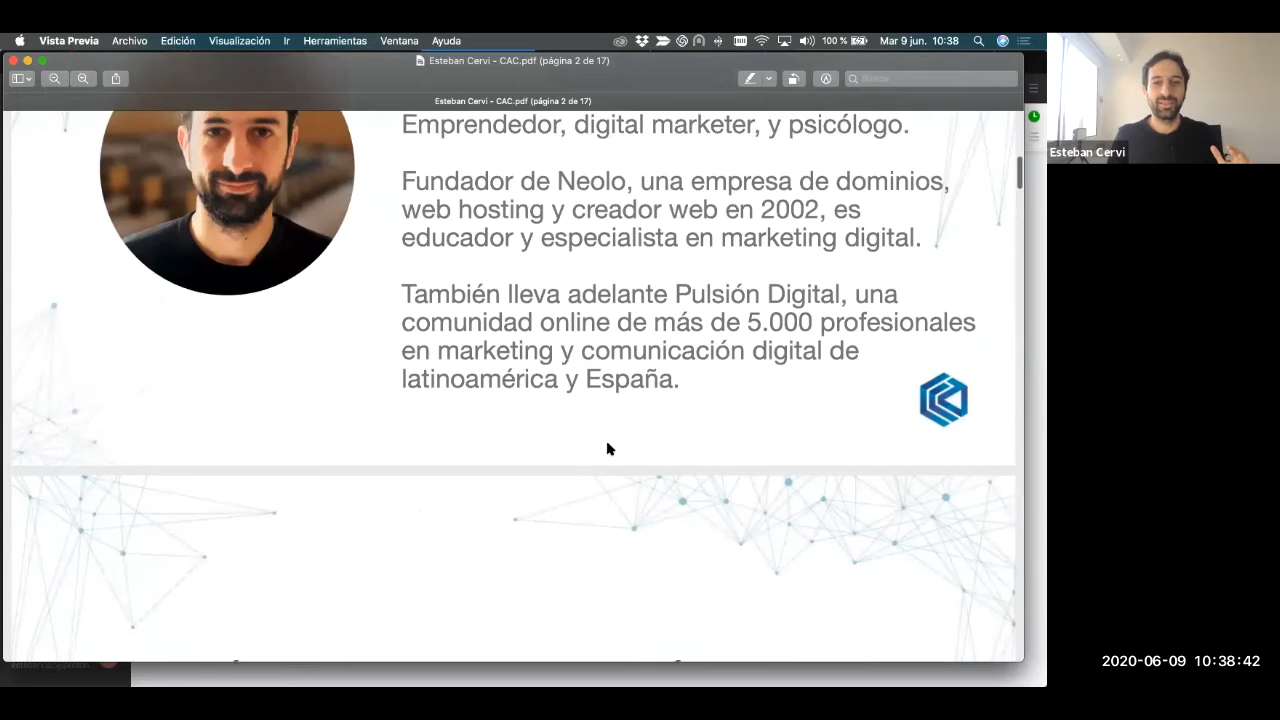 Vista Previa Archivo Edición Visualización Ir Herramientas Ventana Ayuda 100 % Mar 9 jun. 10:38
Esteban Cervi - CAC.pdf (página 2 de 17)
Buscar
Esteban Cervi - CAC.pdf (página 2 de 17)
Emprendedor, digital marketer, y psicólogo.
Fundador de Neolo, una empresa de dominios,
web hosting y creador web en 2002, es
educador y especialista en marketing digital.
También lleva adelante Pulsión Digital, una
comunidad online de más de 5.000 profesionales
en marketing y comunicación digital de
latinoamérica y España.
Esteban Cervi
2020-06-09 10:38:42